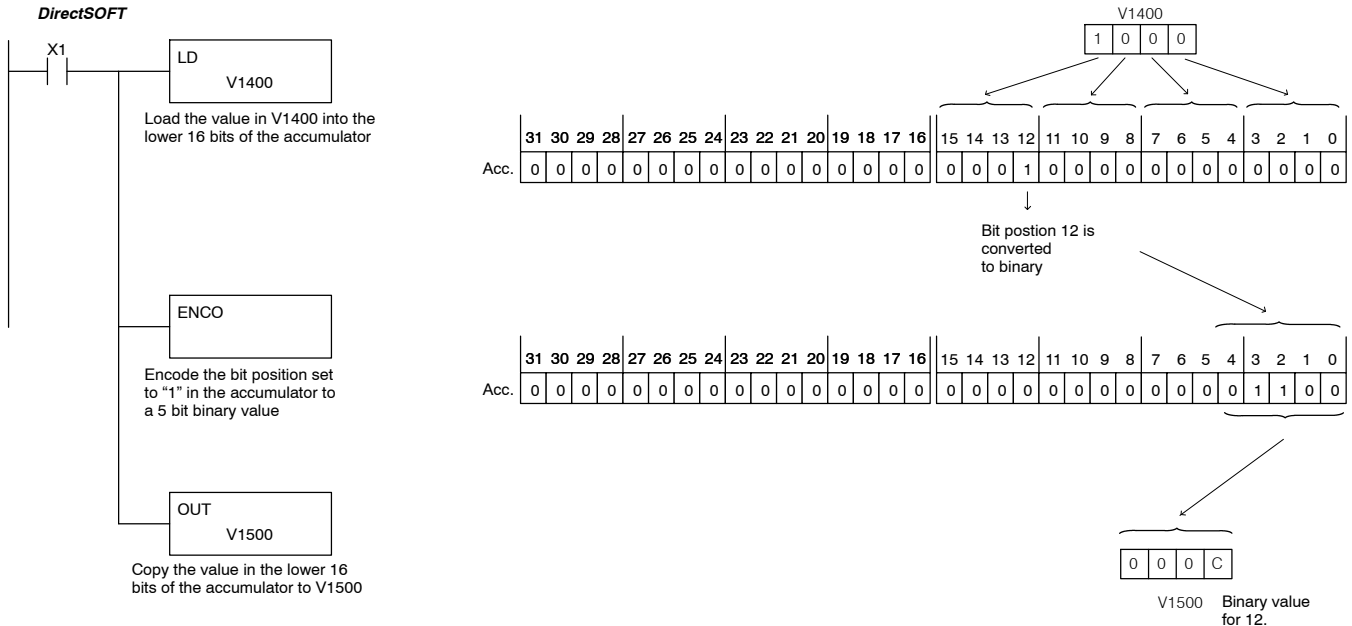 DirectSOFT
X1
LD
V1400
Load the value in V1400 into the
lower 16 bits of the accumulator
ENCO
Encode the bit position set
to “1” in the accumulator to
a 5 bit binary value
OUT
V1500
Copy the value in the lower 16
bits of the accumulator to V1500
V1400
1 0 0 0
31 30 29 28 27 26 25 24 23 22 21 20 19 18 17 16 15 14 13 12 11 10 9 8 7 6 5 4 3 2 1 0
Acc. 0 0 0 0 0 0 0 0 0 0 0 0 0 0 0 0 0 0 0 1 0 0 0 0 0 0 0 0 0 0 0 0
Bit postion 12 is
converted
to binary
31 30 29 28 27 26 25 24 23 22 21 20 19 18 17 16 15 14 13 12 11 10 9 8 7 6 5 4 3 2 1 0
Acc. 0 0 0 0 0 0 0 0 0 0 0 0 0 0 0 0 0 0 0 0 0 0 0 0 0 0 0 0 1 1 0 0
0 0 0 C
V1500 Binary value
for 12.